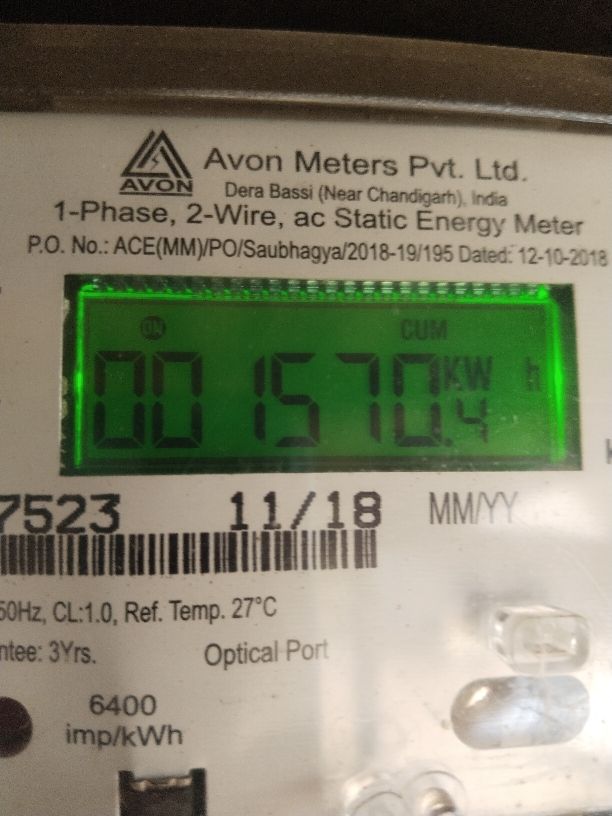 AVON
Avon Meters Pvt. Ltd.
Dera Bassi (Near Chandigarh), India
1-Phase, 2-Wire, ac Static Energy Meter
P.O. No.: ACE(MM)/PO/Saubhagya/2018-19/195 Dated: 12-10-2018
ON CUM
001570.4 KW h
7523 11/18 MM/YY
50Hz, CL:1.0, Ref. Temp. 27°C
ntee: 3Yrs. Optical Port
6400
imp/kWh